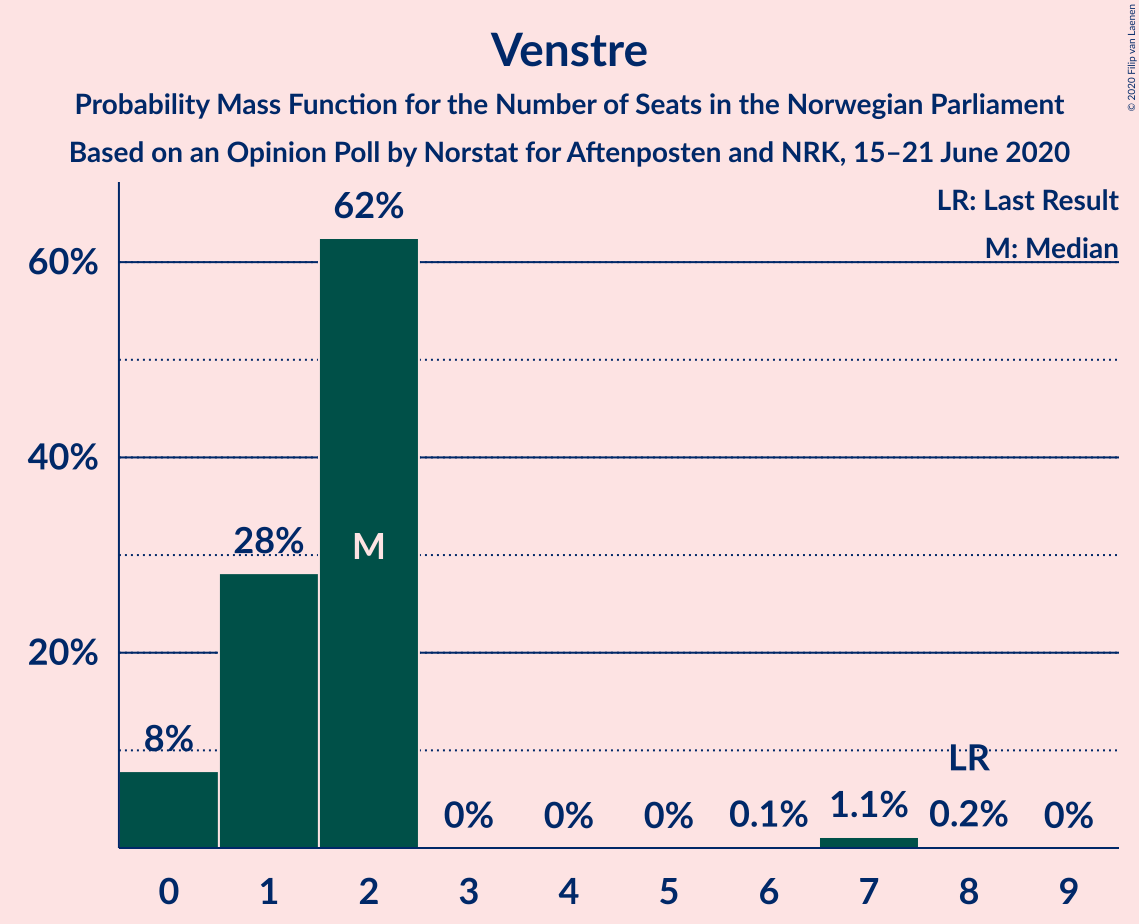 Venstre
Probability Mass Function for the Number of Seats in the Norwegian Parliament
Based on an Opinion Poll by Norstat for Aftenposten and NRK, 15–21 June 2020
© 2020 Filip van Laenen
LR: Last Result
M: Median
62%
60%
40%
28%
M
20%
8%
LR
0%
0%
0%
0.1%
1.1%
0.2%
0%
0
1
2
3
4
5
6
7
8
9